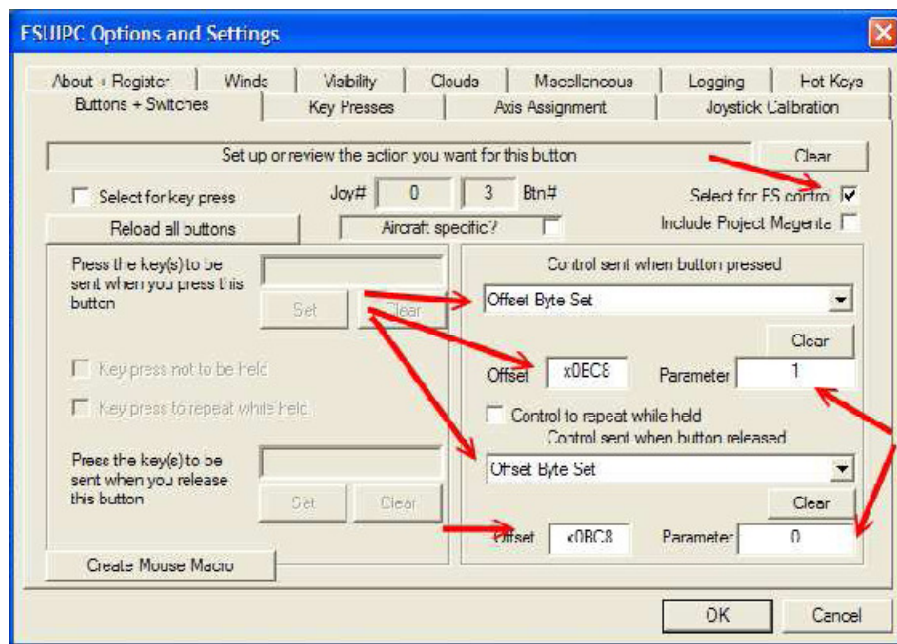 FSUIPC Options and Settings
About + Register Winds Visibility Clouds Miscellaneous Logging Hot Keys
Buttons + Switches Key Presses Axis Assignment Joystick Calibration
Set up or review the action you want for this button Clear
Select for key press Joy# 0 3 Btn# Select for FS control
Reload all buttons Aircraft specific? Include Project Magenta
Press the key(s) to be
sent when you press this
button
Set Clear
Key press not to be held
Key press to repeat while held
Press the key(s) to be
sent when you release
this button
Set Clear
Create Mouse Macro
Control sent when button pressed
Offset Byte Set
Clear
Offset Parameter 1
Control to repeat while held
Control sent when button released
Offset Byte Set
Clear
Offset Parameter 0
OK Cancel